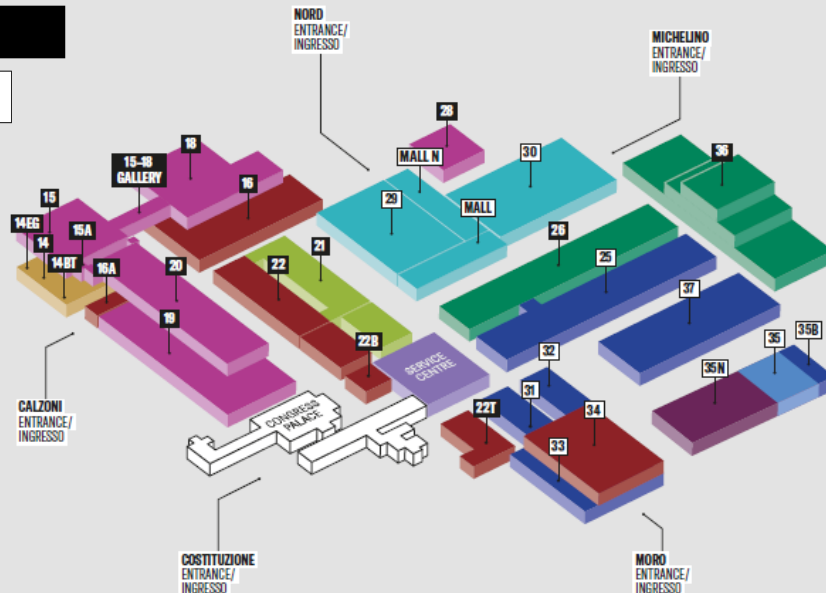 NORD
ENTRANCE/
INGRESSO
MICHELINO
ENTRANCE/
INGRESSO
28
18
MALL N
30
36
15-18
GALLERY
16
15
29
MALL
14EG
15A
21
26
14
25
14BT
16A
20
22
37
19
22B
32
35
35B
SERVICE
CENTRE
35N
31
22T
34
CALZONI
ENTRANCE/
INGRESSO
CONGRESS
PALACE
33
COSTITUZIONE
ENTRANCE/
INGRESSO
MORO
ENTRANCE/
INGRESSO